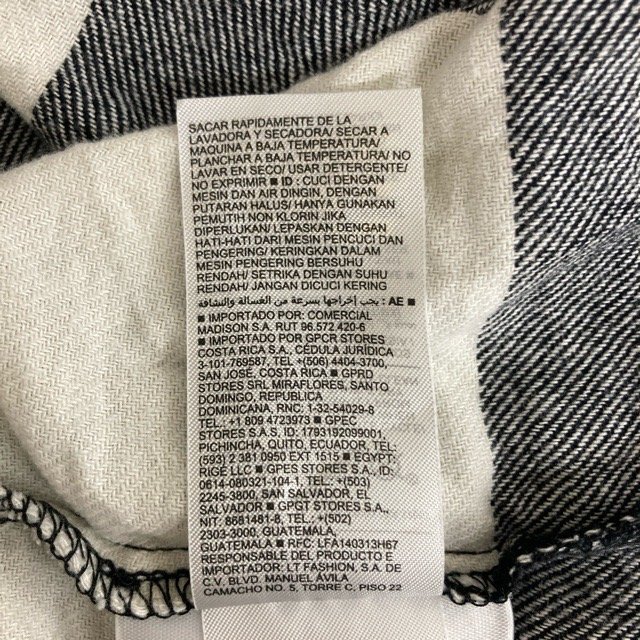 SACAR RAPIDAMENTE DE LA
LAVADORA Y SECADORA/ SECAR A
MAQUINA A BAJA TEMPERATURA/
PLANCHAR A BAJA TEMPERATURA/ NO
LAVAR EN SECO/ USAR DETERGENTE/
NO EXPRIMIR ■ ID : CUCI DENGAN
MESIN DAN AIR DINGIN, DENGAN
PUTARAN HALUS/ HANYA GUNAKAN
PEMUTIH NON KLORIN JIKA
DIPERLUKAN/ LEPASKAN DENGAN
HATI-HATI DARI MESIN PENCUCI DAN
PENGERING/ KERINGKAN DALAM
MESIN PENGERING BERSUHU
RENDAH/ SETRIKA DENGAN SUHU
RENDAH/ JANGAN DICUCI KERING
■ AE : يجب إخراجها بسرعة من الغسالة والنشافة
■ IMPORTADO POR: COMERCIAL
MADISON S.A. RUT 96.572.420-6
■ IMPORTADO POR ■ GPCR STORES
COSTA RICA S.A., CÉDULA JURÍDICA
3-101-769587, TEL: +(506) 4404-3700,
SAN JOSE, COSTA RICA ■ GPRD
STORES SRL MIRAFLORES, SANTO
DOMINGO, REPUBLICA
DOMINICANA, RNC: 1-32-54029-8
TEL.: +1 809 4723973 ■ GPEC
STORES S.A.S. ID: 1793192099001,
PICHINCHA, QUITO, ECUADOR, TEL:
(593) 2 381 0950 EXT 1515 ■ EGYPT:
RIGE LLC ■ GPES STORES S.A., ID:
0614-080321-104-1, TEL: +(503)
2245-3800, SAN SALVADOR, EL
SALVADOR ■ GPGT STORES S.A.
NIT: 8681481-8, TEL: +(502)
2303-3000, GUATEMALA,
GUATEMALA ■ RFC: LFA140313H67
RESPONSABLE DEL PRODUCTO E
IMPORTADOR: LT FASHION, S.A. DE
C.V. BLVD. MANUEL ÁVILA
CAMACHO NO. 5, TORRE C, PISO 22